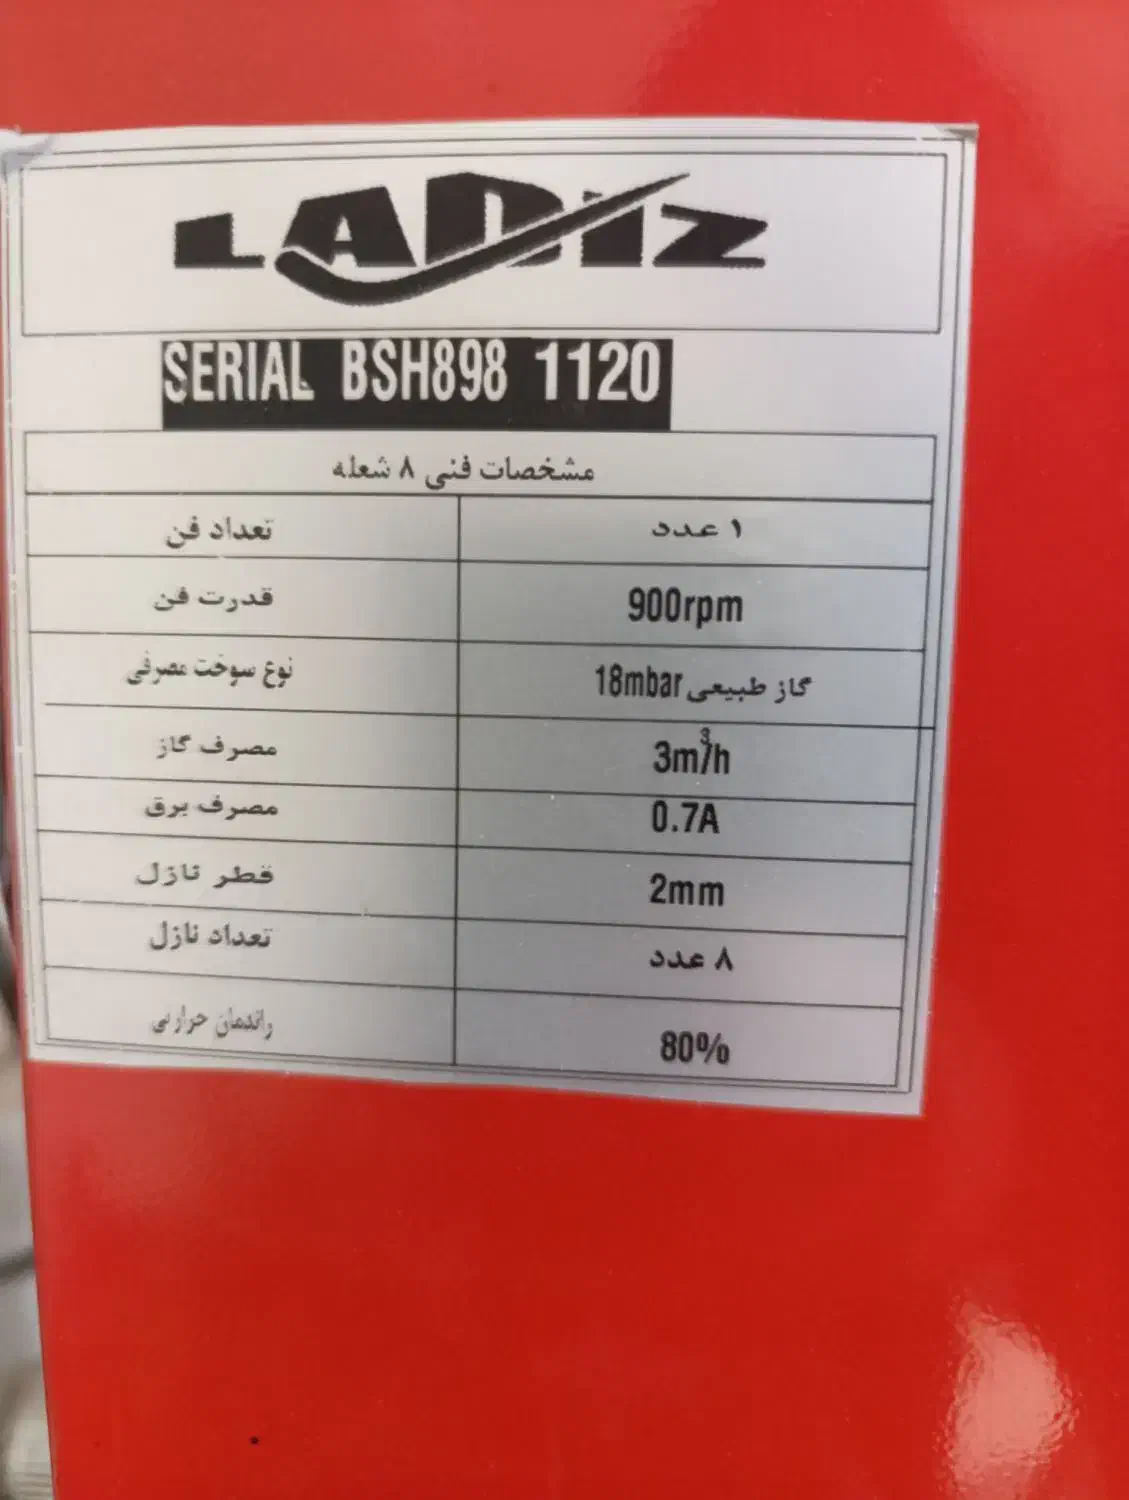 LADIZ
SERIAL BSH898 1120
مشخصات فنی ۸ شعله
تعداد فن ۱ عدد
قدرت فن 900rpm
نوع سوخت مصرفی گاز طبیعی 18mbar
مصرف گاز 3m³/h
مصرف برق 0.7A
قطر نازل 2mm
تعداد نازل ۸ عدد
راندمان حرارتی 80%